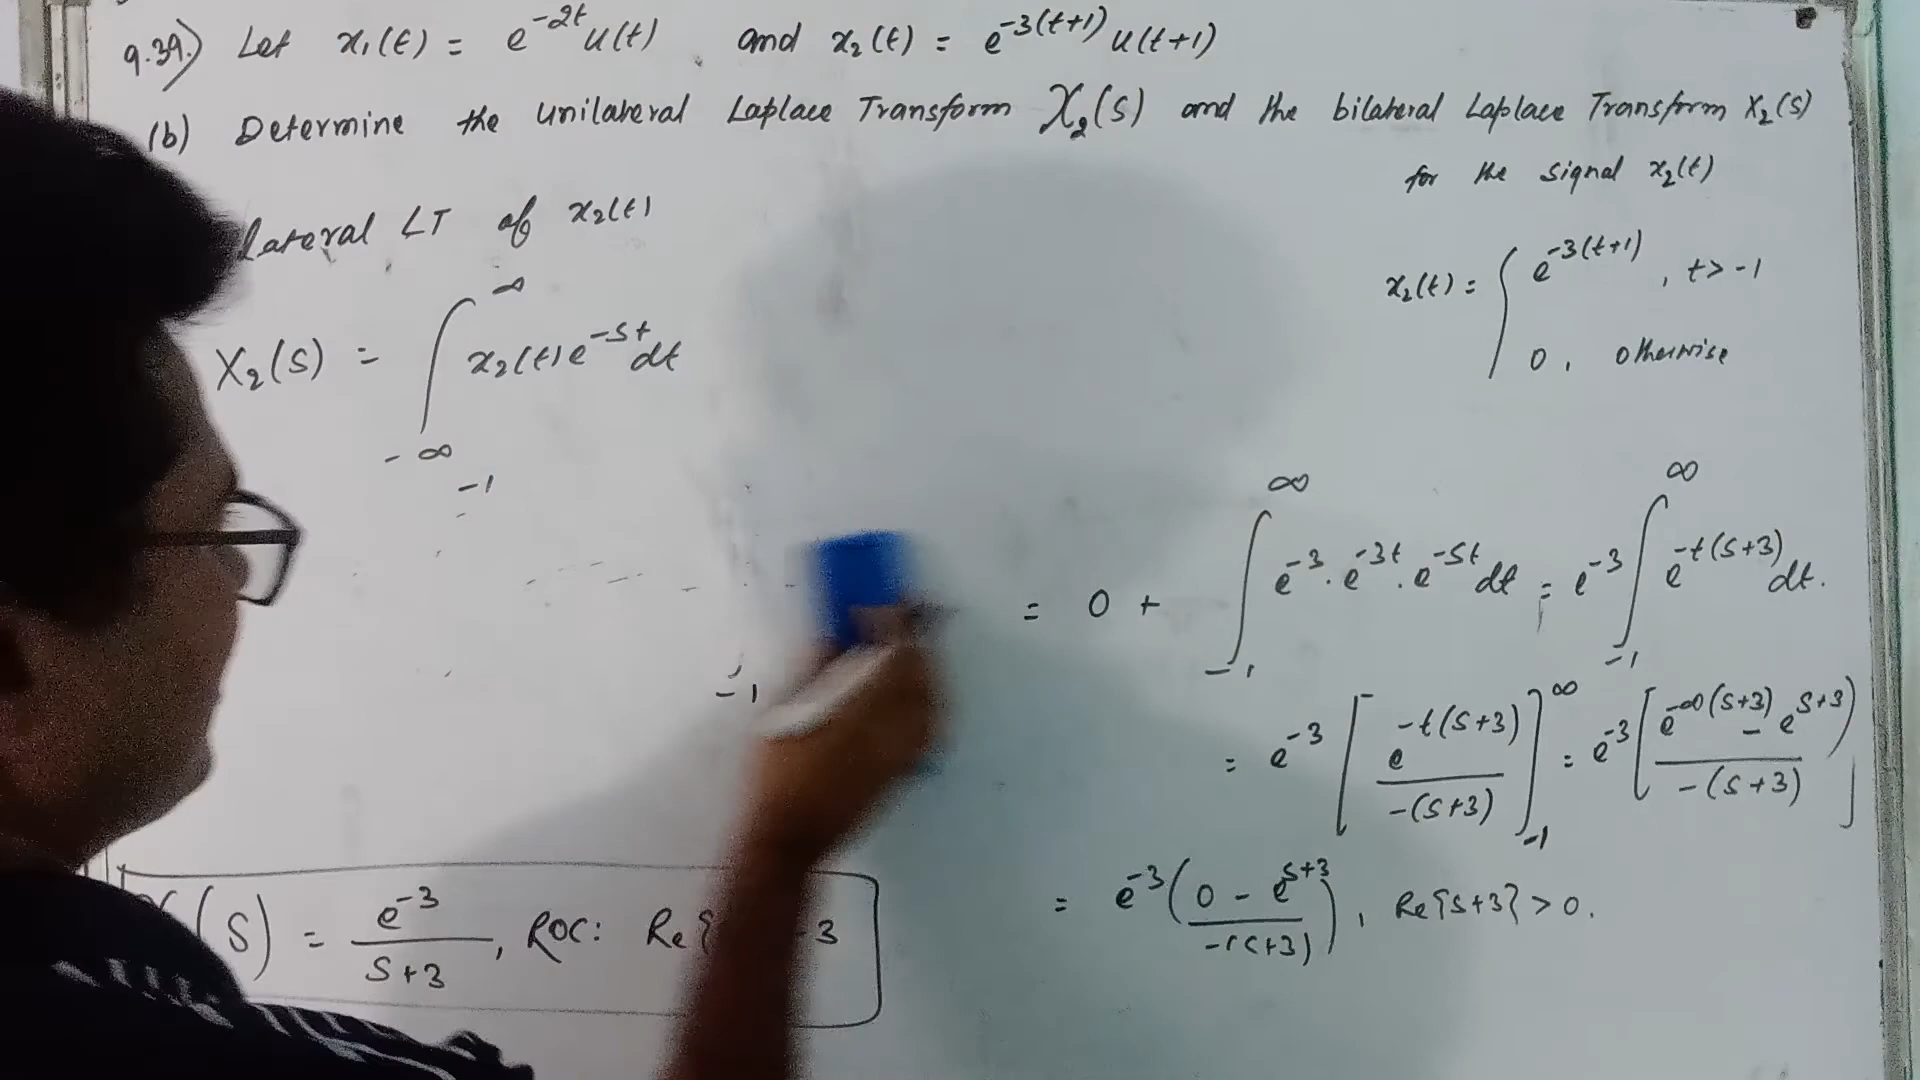 9.39.) Let x₁(t) = e^{-2t} u(t) and x₂(t) = e^{-3(t+1)} u(t+1)
(b) Determine the unilateral Laplace Transform X₂(s) and the bilateral Laplace Transform X₂(s)
for the signal x₂(t)
lateral LT of x₂(t)
x₂(t) = { e^{-3(t+1)}, t > -1
0, otherwise
X₂(s) = ∫_{-∞}^{∞} x₂(t) e^{-st} dt
-1
= 0 + ∫_{-1}^{∞} e^{-3} . e^{-3t} . e^{-st} dt = e^{-3} ∫_{-1}^{∞} e^{-t(s+3)} dt.
-1
= e^{-3} [ e^{-t(s+3)} / -(s+3) ]_{-1}^{∞} = e^{-3} [ e^{-∞(s+3)} - e^{s+3} / -(s+3) ]
= e^{-3} ( 0 - e^{s+3} / -(s+3) ), Re{s+3} > 0.
(s) = e^{-3} / s+3, ROC: Re{ -3